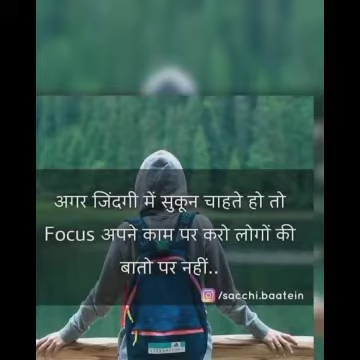 अगर जिंदगी में सुकून चाहते हो तो
Focus अपने काम पर करो लोगों की
बातो पर नहीं..
/sacchi.baatein